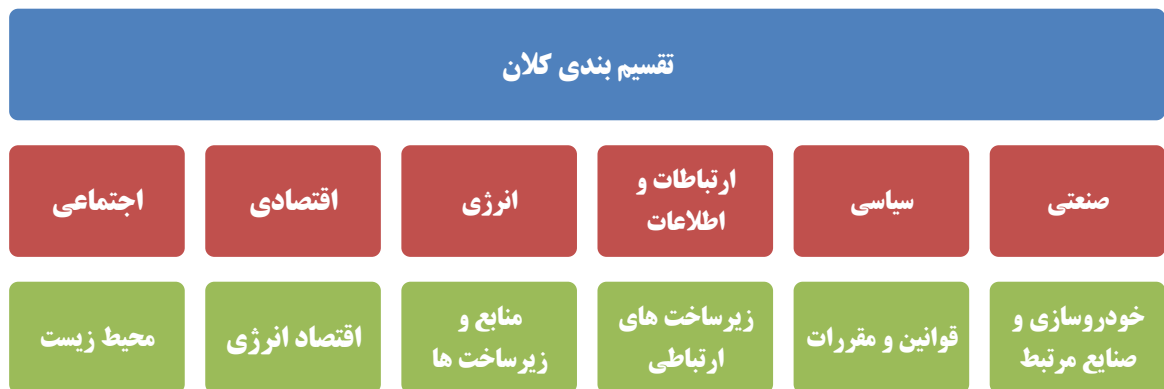 تقسیم بندی کلان
صنعتی
سیاسی
ارتباطات و
اطلاعات
انرژی
اقتصادی
اجتماعی
خودروسازی و
صنایع مرتبط
قوانین و مقررات
زیرساخت های
ارتباطی
منابع و
زیرساخت ها
اقتصاد انرژی
محیط زیست